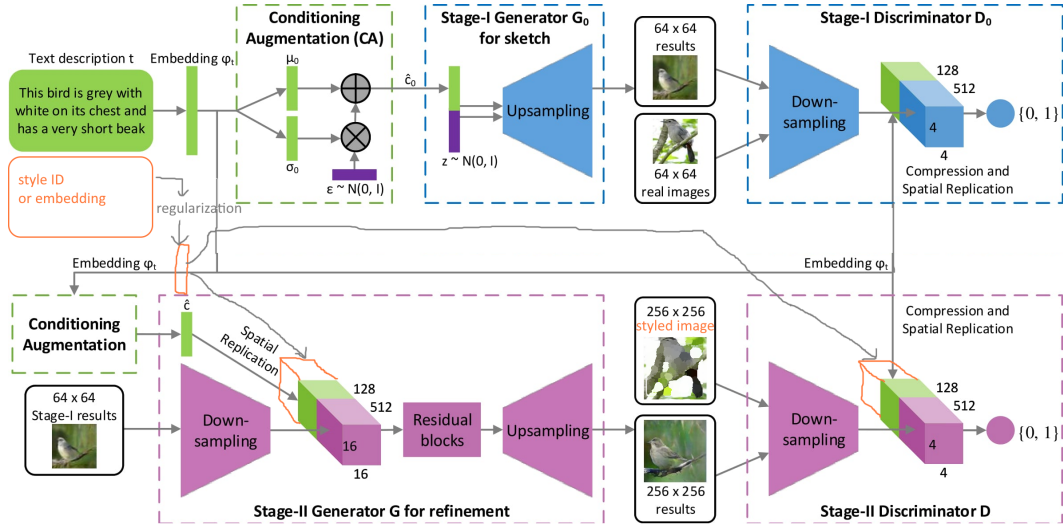 Conditioning
Augmentation (CA)
Stage-I Generator G₀
for sketch
64 x 64
results
Stage-I Discriminator D₀
Text description t
Embedding φₜ
μ₀
ĉ₀
128
512
This bird is grey with
white on its chest and
has a very short beak
Upsampling
Down-
sampling
4
{0, 1}
4
σ₀
z ~ N(0, I)
ε ~ N(0, I)
64 x 64
real images
Compression and
Spatial Replication
style ID
or embedding
regularization
Embedding φₜ
Embedding φₜ
ĉ
Conditioning
Augmentation
Spatial
Replication
256 x 256
styled image
Compression and
Spatial Replication
64 x 64
Stage-I results
128
512
Down-
sampling
16
16
Residual
blocks
Upsampling
128
512
Down-
sampling
4
4
{0, 1}
256 x 256
results
Stage-II Generator G for refinement
Stage-II Discriminator D